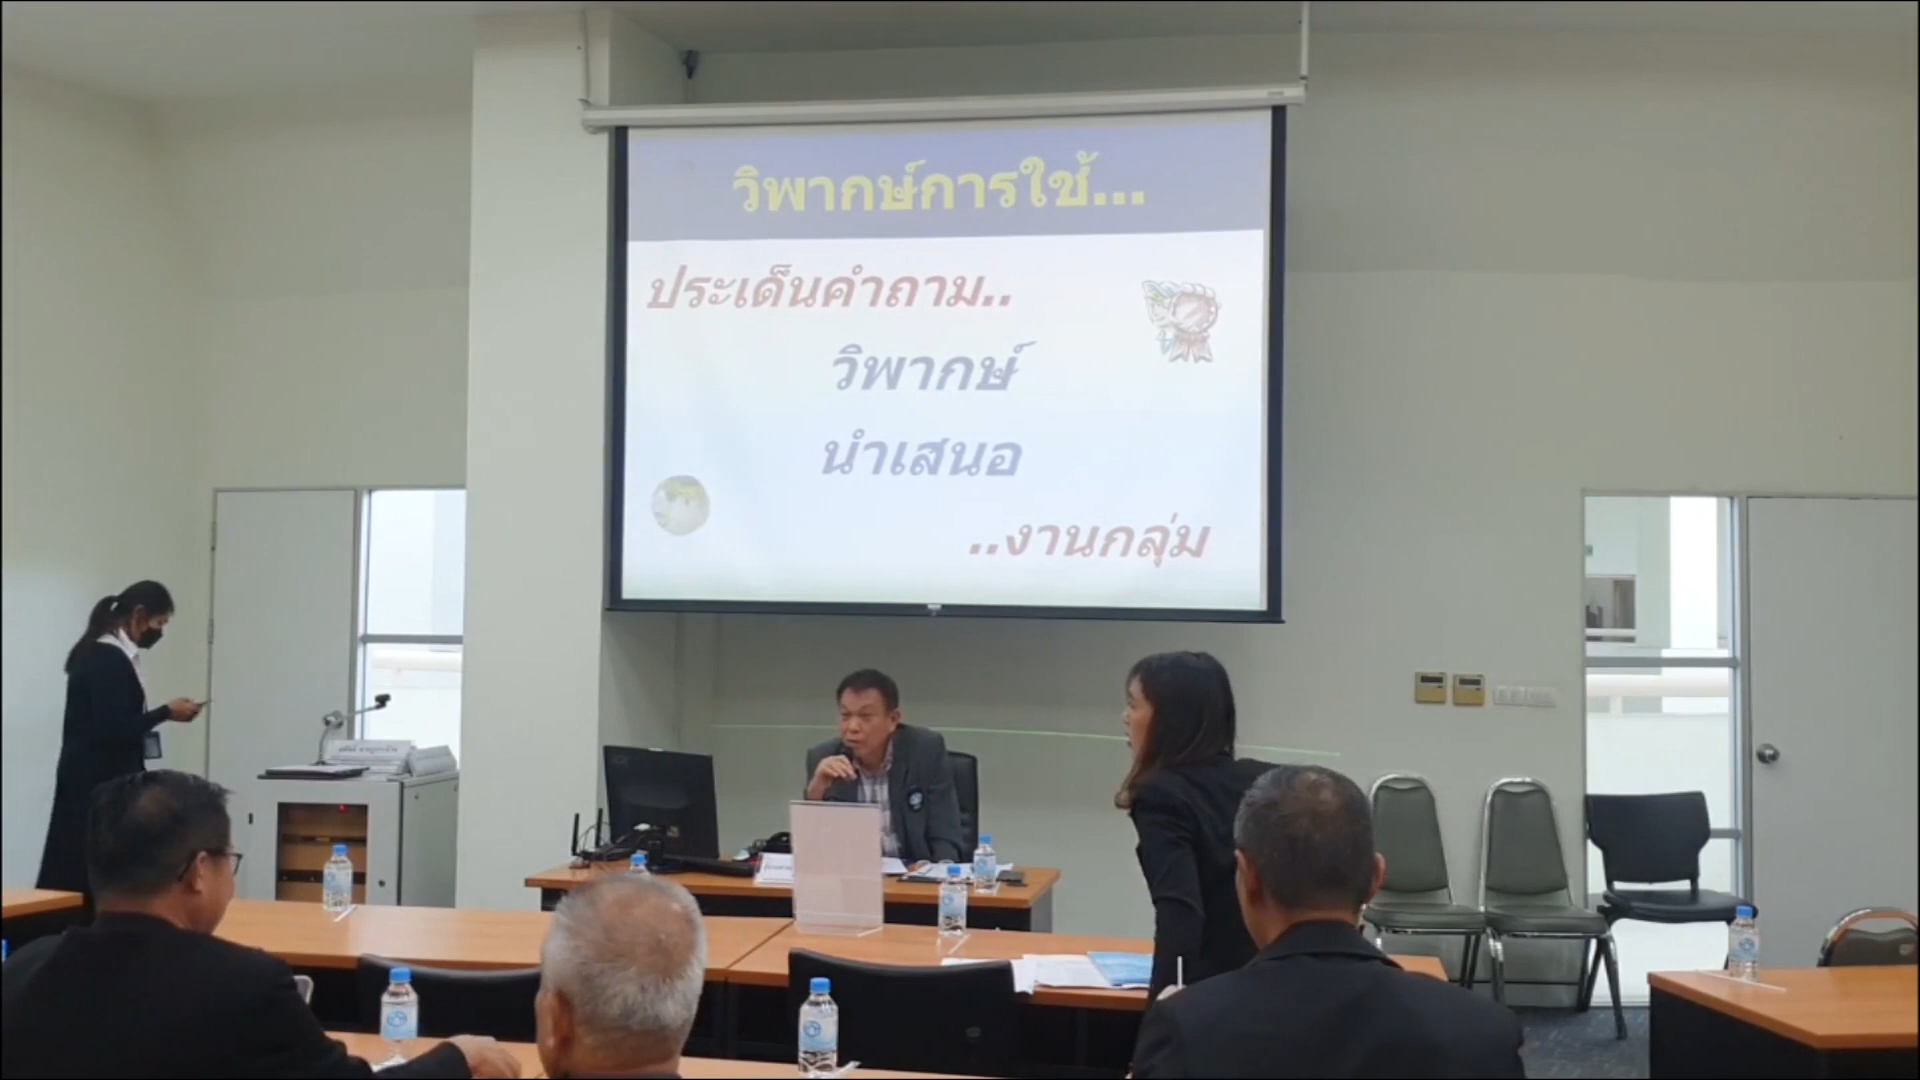 วิพากษ์การใช้...
ประเด็นคำถาม..
วิพากษ์
นำเสนอ
..งานกลุ่ม